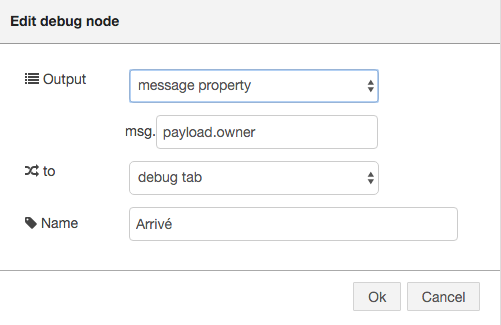 Edit debug node
Output message property
msg. payload.owner
to debug tab
Name Arrivé
Ok Cancel